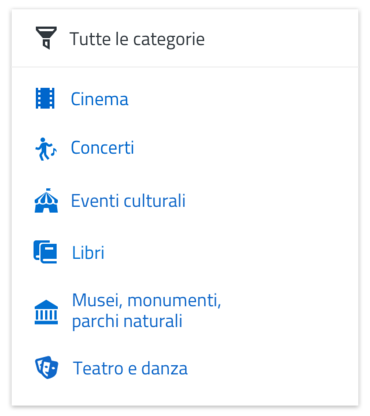 Tutte le categorie
Cinema
Concerti
Eventi culturali
Libri
Musei, monumenti,
parchi naturali
Teatro e danza